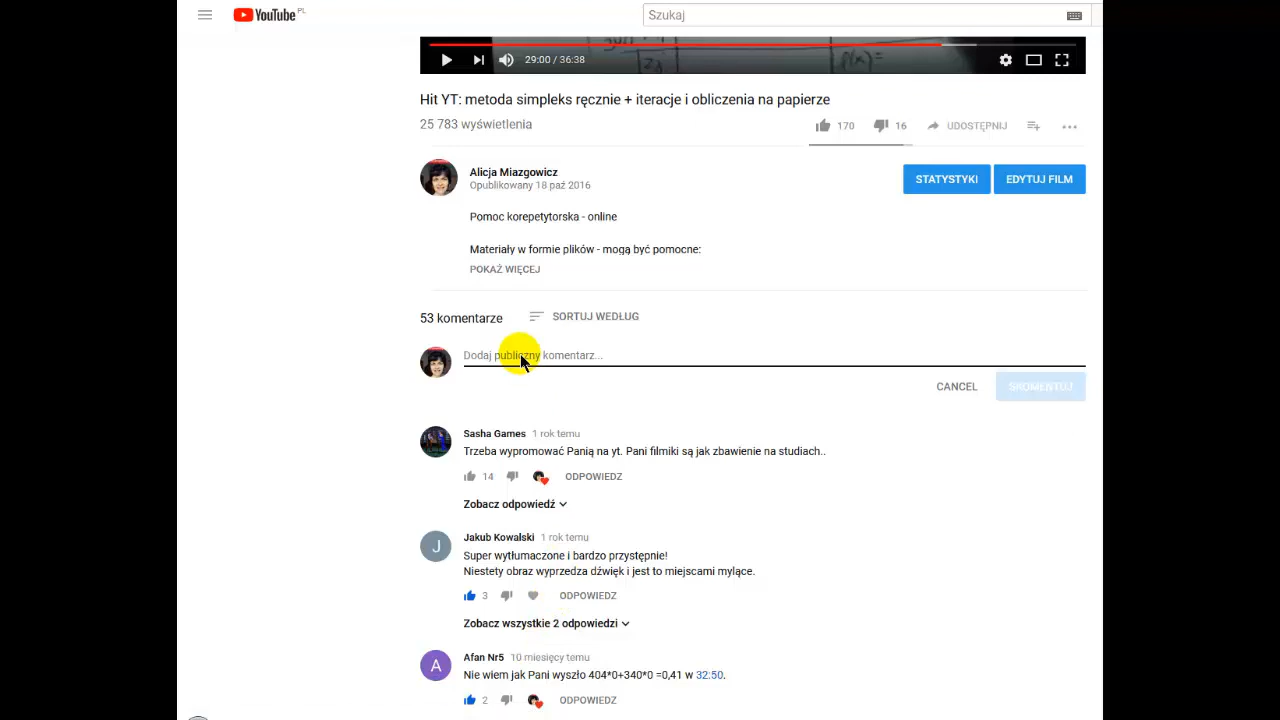 YouTube PL
Szukaj
f(x)=
29:00 / 36:38
Hit YT: metoda simpleks ręcznie + iteracje i obliczenia na papierze
25 783 wyświetlenia
170
16
UDOSTĘPNIJ
Alicja Miazgowicz
Opublikowany 18 paź 2016
STATYSTYKI
EDYTUJ FILM
Pomoc korepetytorska - online
Materiały w formie plików - mogą być pomocne:
POKAŻ WIĘCEJ
53 komentarze
SORTUJ WEDŁUG
Dodaj publiczny komentarz...
CANCEL
SKOMENTUJ
Sasha Games 1 rok temu
Trzeba wypromować Panią na yt. Pani filmiki są jak zbawienie na studiach..
14
ODPOWIEDZ
Zobacz odpowiedź
J
Jakub Kowalski 1 rok temu
Super wytłumaczone i bardzo przystępnie!
Niestety obraz wyprzedza dźwięk i jest to miejscami mylące.
3
ODPOWIEDZ
Zobacz wszystkie 2 odpowiedzi
A
Afan Nr5 10 miesięcy temu
Nie wiem jak Pani wyszło 404*0+340*0 =0,41 w 32:50.
2
ODPOWIEDZ